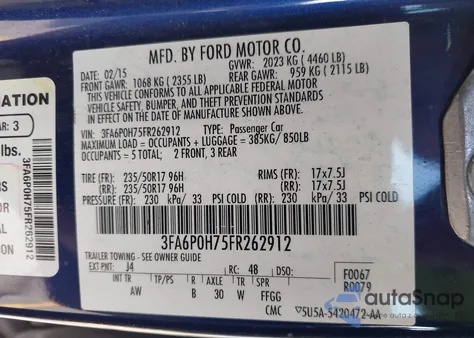 MFD. BY FORD MOTOR CO.
02/15
GVWR: 2023 KG ( 4460 LB)
FRONT GAWR: 1068 KG ( 2355 LB) REAR GAWR: 959 KG ( 2115 LB)
THIS VEHICLE CONFORMS TO ALL APPLICABLE FEDERAL MOTOR
VEHICLE SAFETY, BUMPER, AND THEFT PREVENTION STANDARDS IN
EFFECT ON THE DATE OF MANUFACTURE SHOWN ABOVE.
VIN: 3FA6P0H75FR262912 TYPE: Passenger Car
MAXIMUM LOAD = OCCUPANTS + LUGGAGE = 385KG/ 850LB
OCCUPANTS = 5 TOTAL: 2 FRONT, 3 REAR
TIRE (FR): 235/50R17 96H RIMS (FR): 17x7.5J
(RR): 235/50R17 96H (RR): 17x7.5J
PRESSURE (FR): 230 kPa/ 33 PSI COLD (RR): 230 kPa/ 33 PSI COLD
3FA6P0H75FR262912
TRAILER TOWING - SEE OWNER GUIDE
EXT PNT: J4 RC: 48 DSO: F0067
R0079
INT TR TP/PS R AXLE TR SPR
AW B 30 W FFGG
CMC 5U5A-5420472-AA
MATION
AR: 3
lbs.
RS
3FA6P0H75FR262912
autoSnap